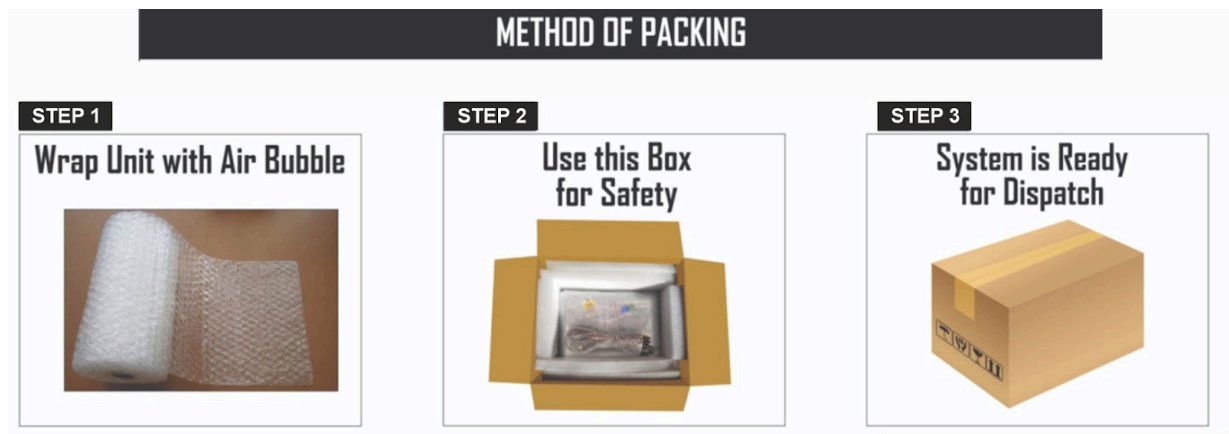 METHOD OF PACKING
STEP 1
Wrap Unit with Air Bubble
STEP 2
Use this Box
for Safety
STEP 3
System is Ready
for Dispatch